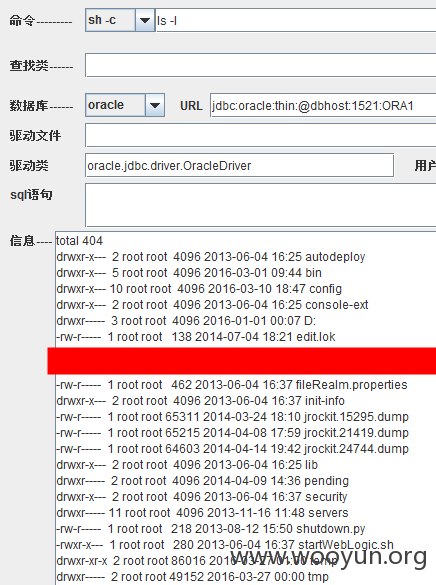 命令--------- sh -c ls -l
查找类------
数据库------- oracle URL jdbc:oracle:thin:@dbhost:1521:ORA1
驱动文件
驱动类 oracle.jdbc.driver.OracleDriver 用户
sql语句
信息---- total 404
drwxr-x--- 2 root root 4096 2013-06-04 16:25 autodeploy
drwxr-x--- 5 root root 4096 2016-03-01 09:44 bin
drwxr-x--- 10 root root 4096 2016-03-10 18:47 config
drwxr-x--- 2 root root 4096 2013-06-04 16:25 console-ext
drwxr----- 3 root root 4096 2016-01-01 00:07 D:
-rw-r----- 1 root root 138 2014-07-04 18:21 edit.lok
-rw-r----- 1 root root 462 2013-06-04 16:37 fileRealm.properties
drwxr-x--- 2 root root 4096 2013-06-04 16:37 init-info
-rw-r----- 1 root root 65311 2014-03-24 18:10 jrockit.15295.dump
-rw-r----- 1 root root 65215 2014-04-08 17:59 jrockit.21419.dump
-rw-r----- 1 root root 64603 2014-04-14 19:42 jrockit.24744.dump
drwxr-x--- 2 root root 4096 2013-06-04 16:25 lib
drwxr-x--- 2 root root 4096 2014-04-09 14:36 pending
drwxr-x--- 2 root root 4096 2013-06-04 16:37 security
drwxr----- 11 root root 4096 2013-11-16 11:48 servers
-rw-r----- 1 root root 218 2013-08-12 15:50 shutdown.py
-rwxr-x--- 1 root root 280 2013-06-04 16:37 startWebLogic.sh
drwxr-xr-x 2 root root 86016 2016-03-27 01:00 temp
drwxr-x--- 2 root root 49152 2016-03-27 00:00 tmp
www.wooyun.org